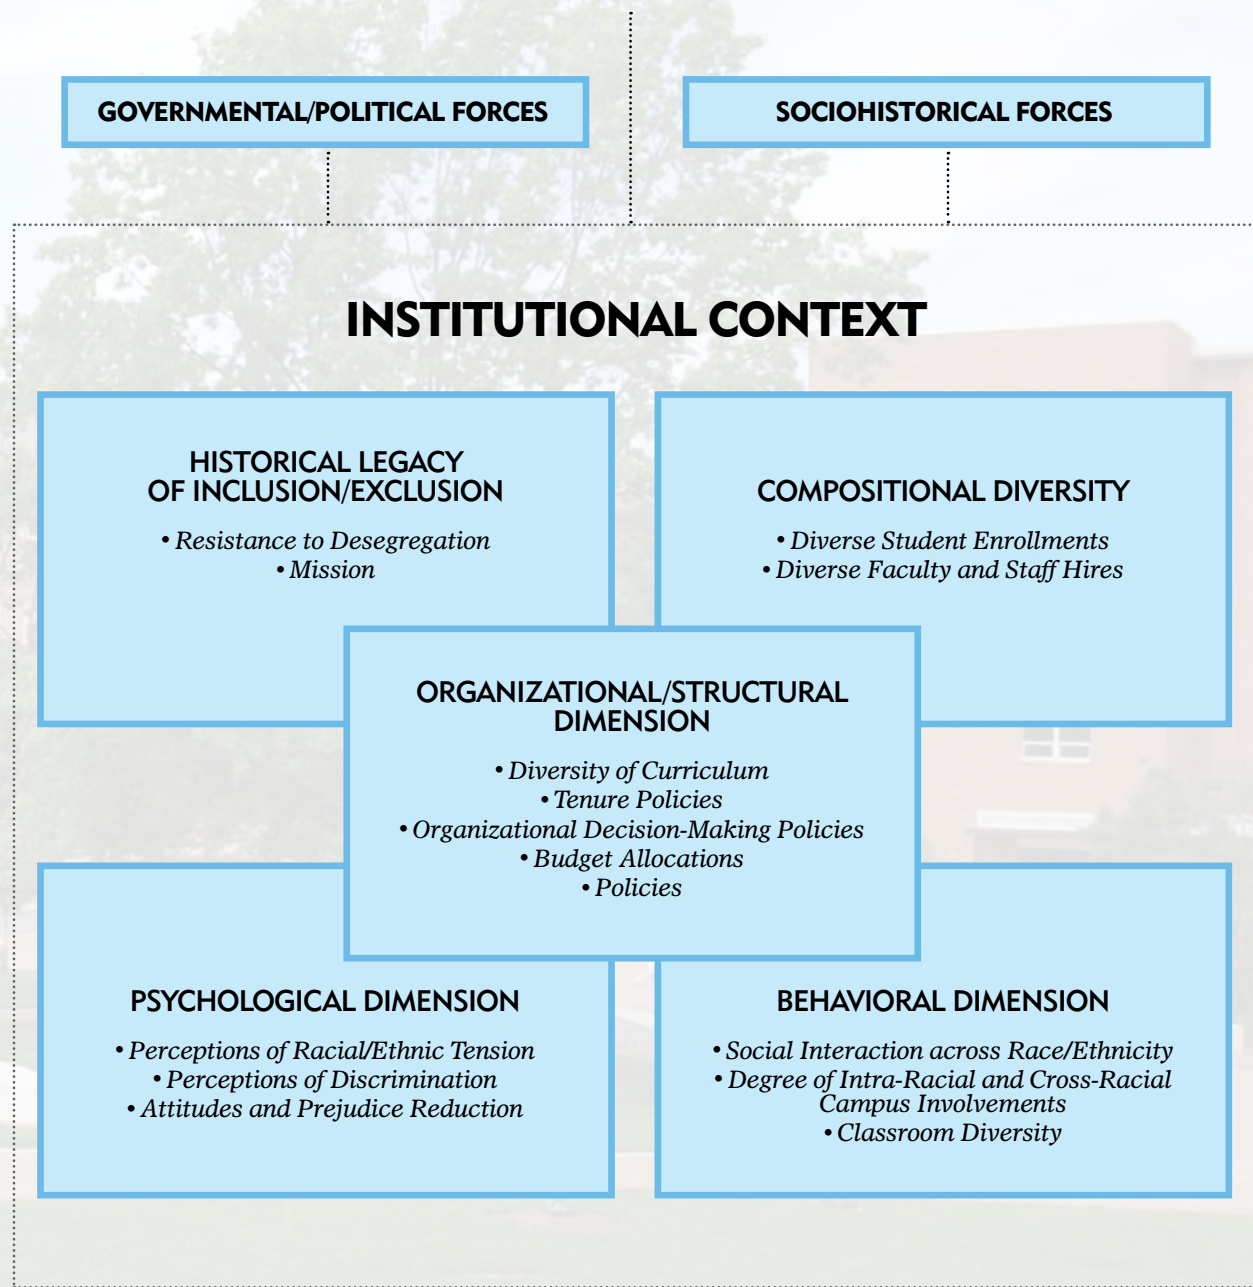 GOVERNMENTAL/POLITICAL FORCES
SOCIOHISTORICAL FORCES
INSTITUTIONAL CONTEXT
HISTORICAL LEGACY
OF INCLUSION/EXCLUSION
• Resistance to Desegregation
• Mission
COMPOSITIONAL DIVERSITY
• Diverse Student Enrollments
• Diverse Faculty and Staff Hires
ORGANIZATIONAL/STRUCTURAL
DIMENSION
• Diversity of Curriculum
• Tenure Policies
• Organizational Decision-Making Policies
• Budget Allocations
• Policies
PSYCHOLOGICAL DIMENSION
• Perceptions of Racial/Ethnic Tension
• Perceptions of Discrimination
• Attitudes and Prejudice Reduction
BEHAVIORAL DIMENSION
• Social Interaction across Race/Ethnicity
• Degree of Intra-Racial and Cross-Racial
Campus Involvements
• Classroom Diversity